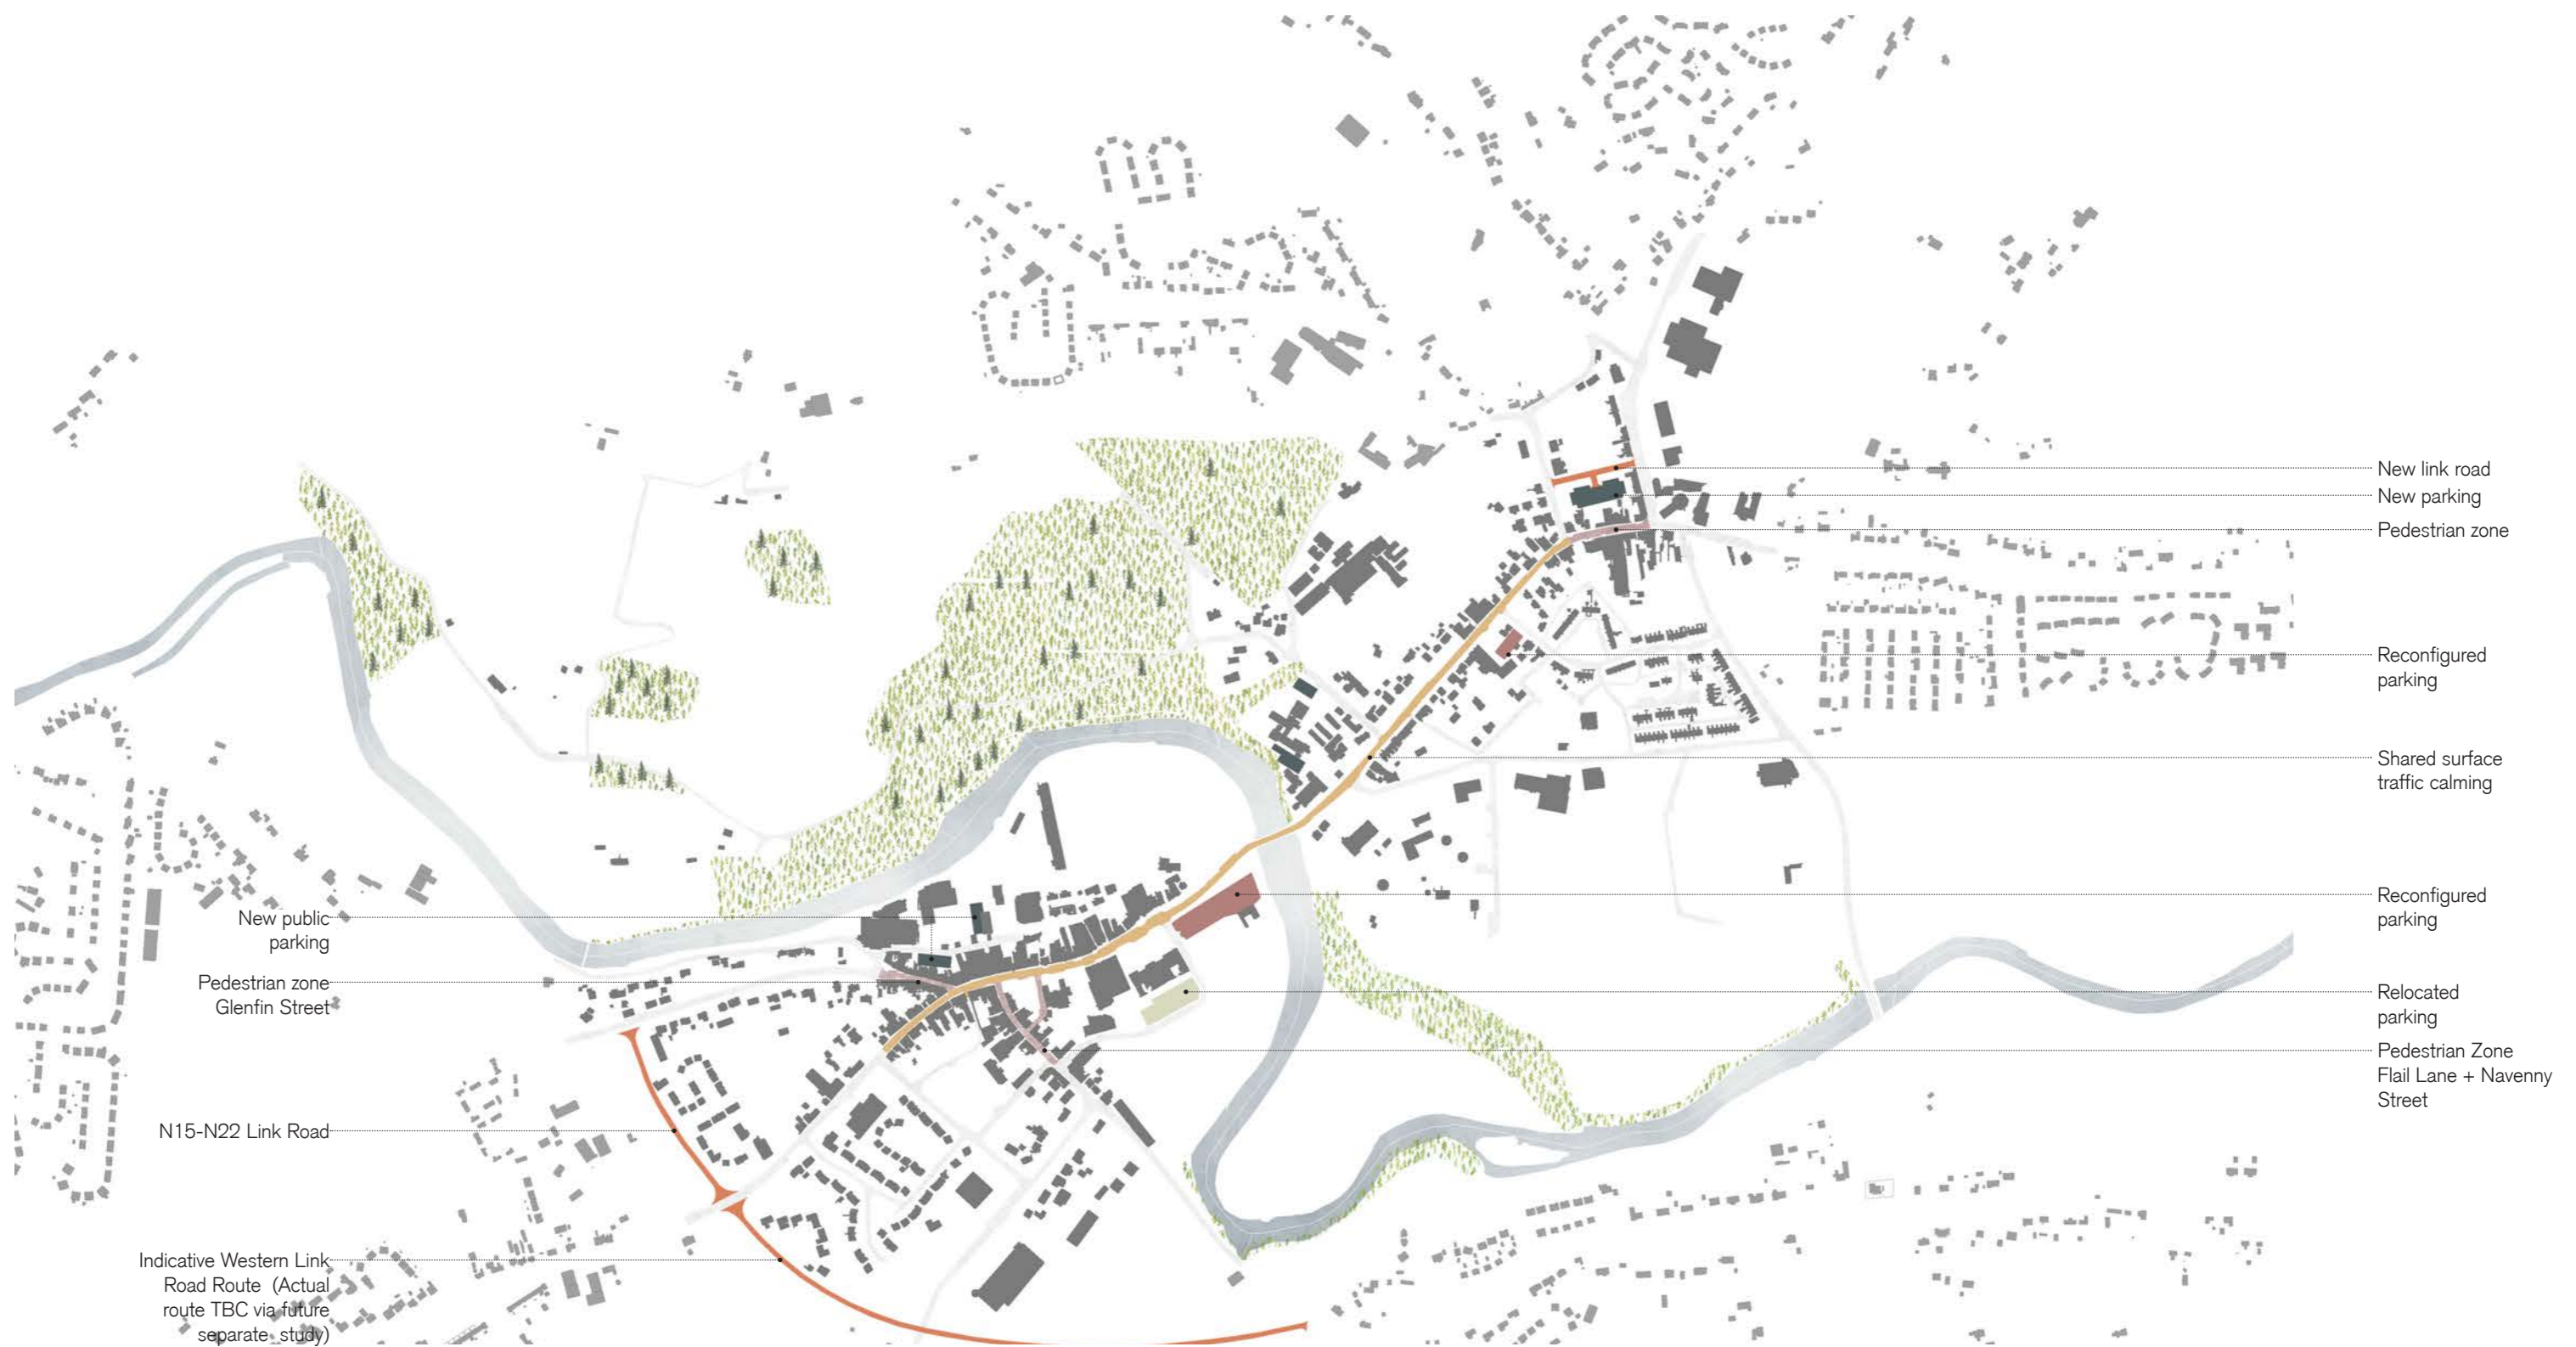 New link road
New parking
Pedestrian zone
Reconfigured
parking
Shared surface
traffic calming
Reconfigured
parking
Relocated
parking
Pedestrian Zone
Flail Lane + Navenny
Street
New public
parking
Pedestrian zone
Glenfin Street
N15-N22 Link Road
Indicative Western Link
Road Route (Actual
route TBC via future
separate study)